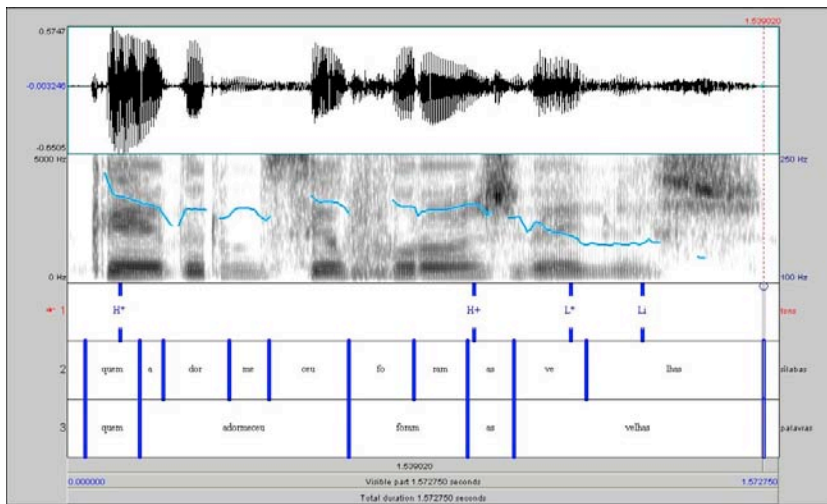 1.539020
0.5747
-0.003246
-0.6505
5000 Hz 250 Hz
0 Hz 100 Hz
1 H* H+ L* Li tons
2 quem a dor me ceu fo ram as ve lhas sílabas
3 quem adormeceu foram as velhas palavras
1.539020
0.000000 Visible part 1.572750 seconds 1.572750
Total duration 1.572750 seconds